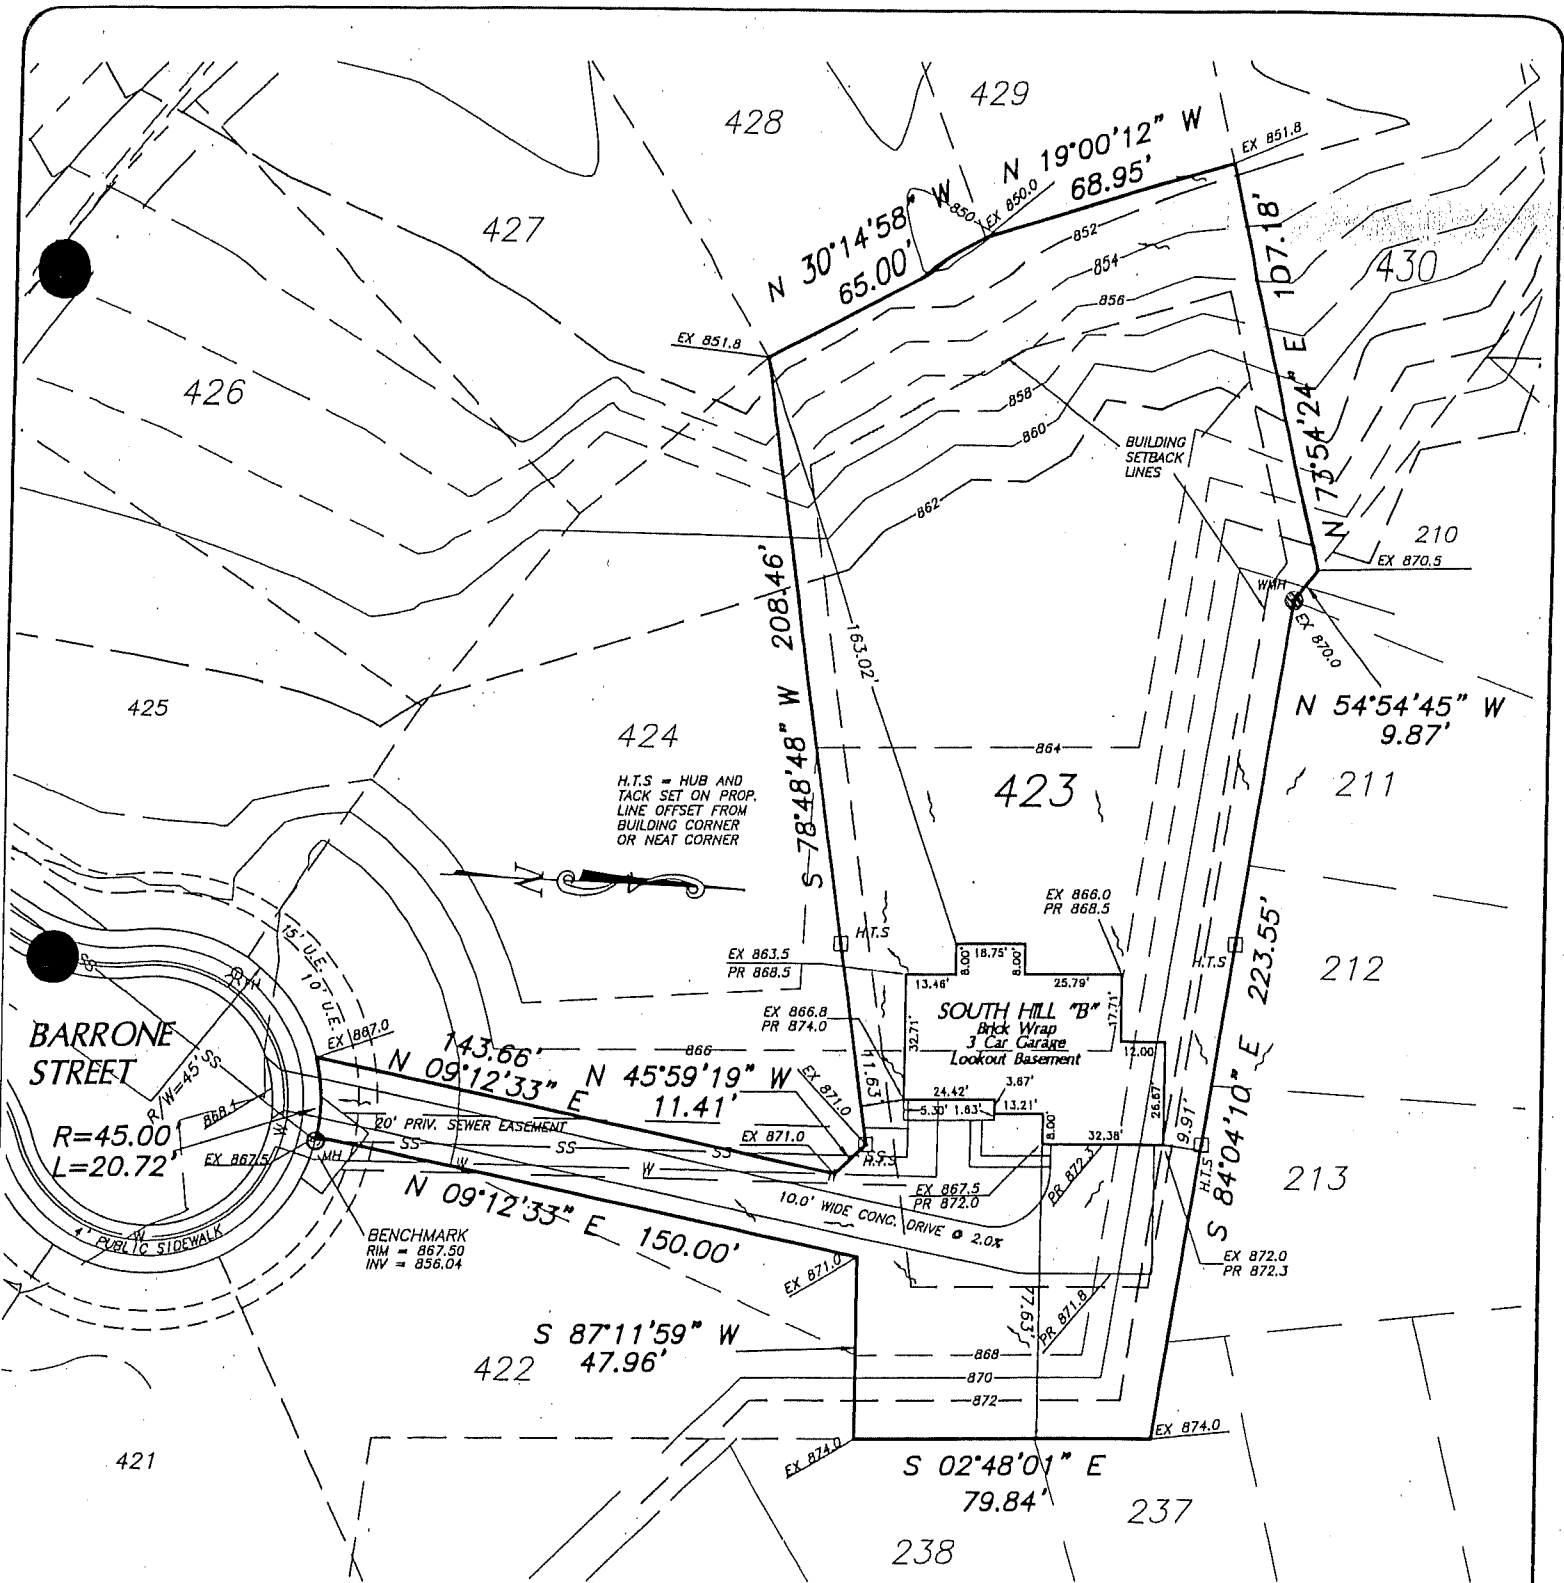 428
429
427
426
425
424
N 30°14'58" W
65.00'
850
EX 850.0
N 19°00'12" W
68.95'
EX 851.8
EX 851.8
852
854
856
858
860
862
107.18'
N 73°54'24" E
430
BUILDING
SETBACK
LINES
210
EX 870.5
WMH
EX 870.0
N 54°54'45" W
9.87'
211
S 78°48'48" W 208.46'
163.02'
864
423
H.T.S = HUB AND
TACK SET ON PROP.
LINE OFFSET FROM
BUILDING CORNER
OR NEAT CORNER
N
EX 866.0
PR 868.5
H.T.S
H.T.S
EX 863.5
PR 868.5
212
S 84°04'10" E 223.55'
8.00'
18.75'
8.00'
13.46'
25.79'
SOUTH HILL "B"
Brick Wrap
3 Car Garage
Lookout Basement
32.71'
17.71'
12.00
EX 866.8
PR 874.0
866
11.63'
24.42'
3.67'
5.30'
1.83'
13.21'
8.00'
32.38'
26.67'
9.91'
15' U.E.
10' U.E.
EX 867.0
BARRONE
STREET
R/W=45'
SS
SS
868.1
R=45.00
L=20.72'
EX 867.5
MH
W
143.66'
N 09°12'33" E
N 45°59'19" W
11.41'
EX 871.0
EX 871.0
20' PRIV. SEWER EASEMENT
SS
SS
SS
SS
W
W
H.T.S
H.T.S
N 09°12'33" E 150.00'
10.0' WIDE CONC. DRIVE @ 2.0%
EX 867.5
PR 872.0
PR 872.3
213
EX 872.0
PR 872.3
4' PUBLIC SIDEWALK
W
BENCHMARK
RIM = 867.50
INV = 856.04
EX 871.0
77.63'
PR 871.8
S 87°11'59" W
47.96'
422
868
870
872
421
EX 874.0
EX 874.0
S 02°48'01" E
79.84'
237
238